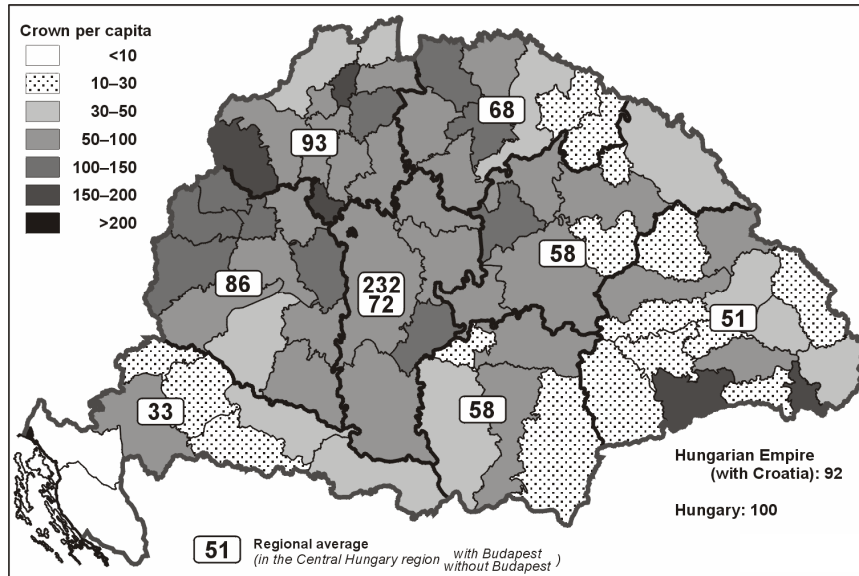 Crown per capita
<10
10–30
30–50
50–100
100–150
150–200
>200
68
93
58
86
232
72
51
33
58
Hungarian Empire
(with Croatia): 92
Hungary: 100
51 Regional average
(in the Central Hungary region with Budapest
without Budapest)